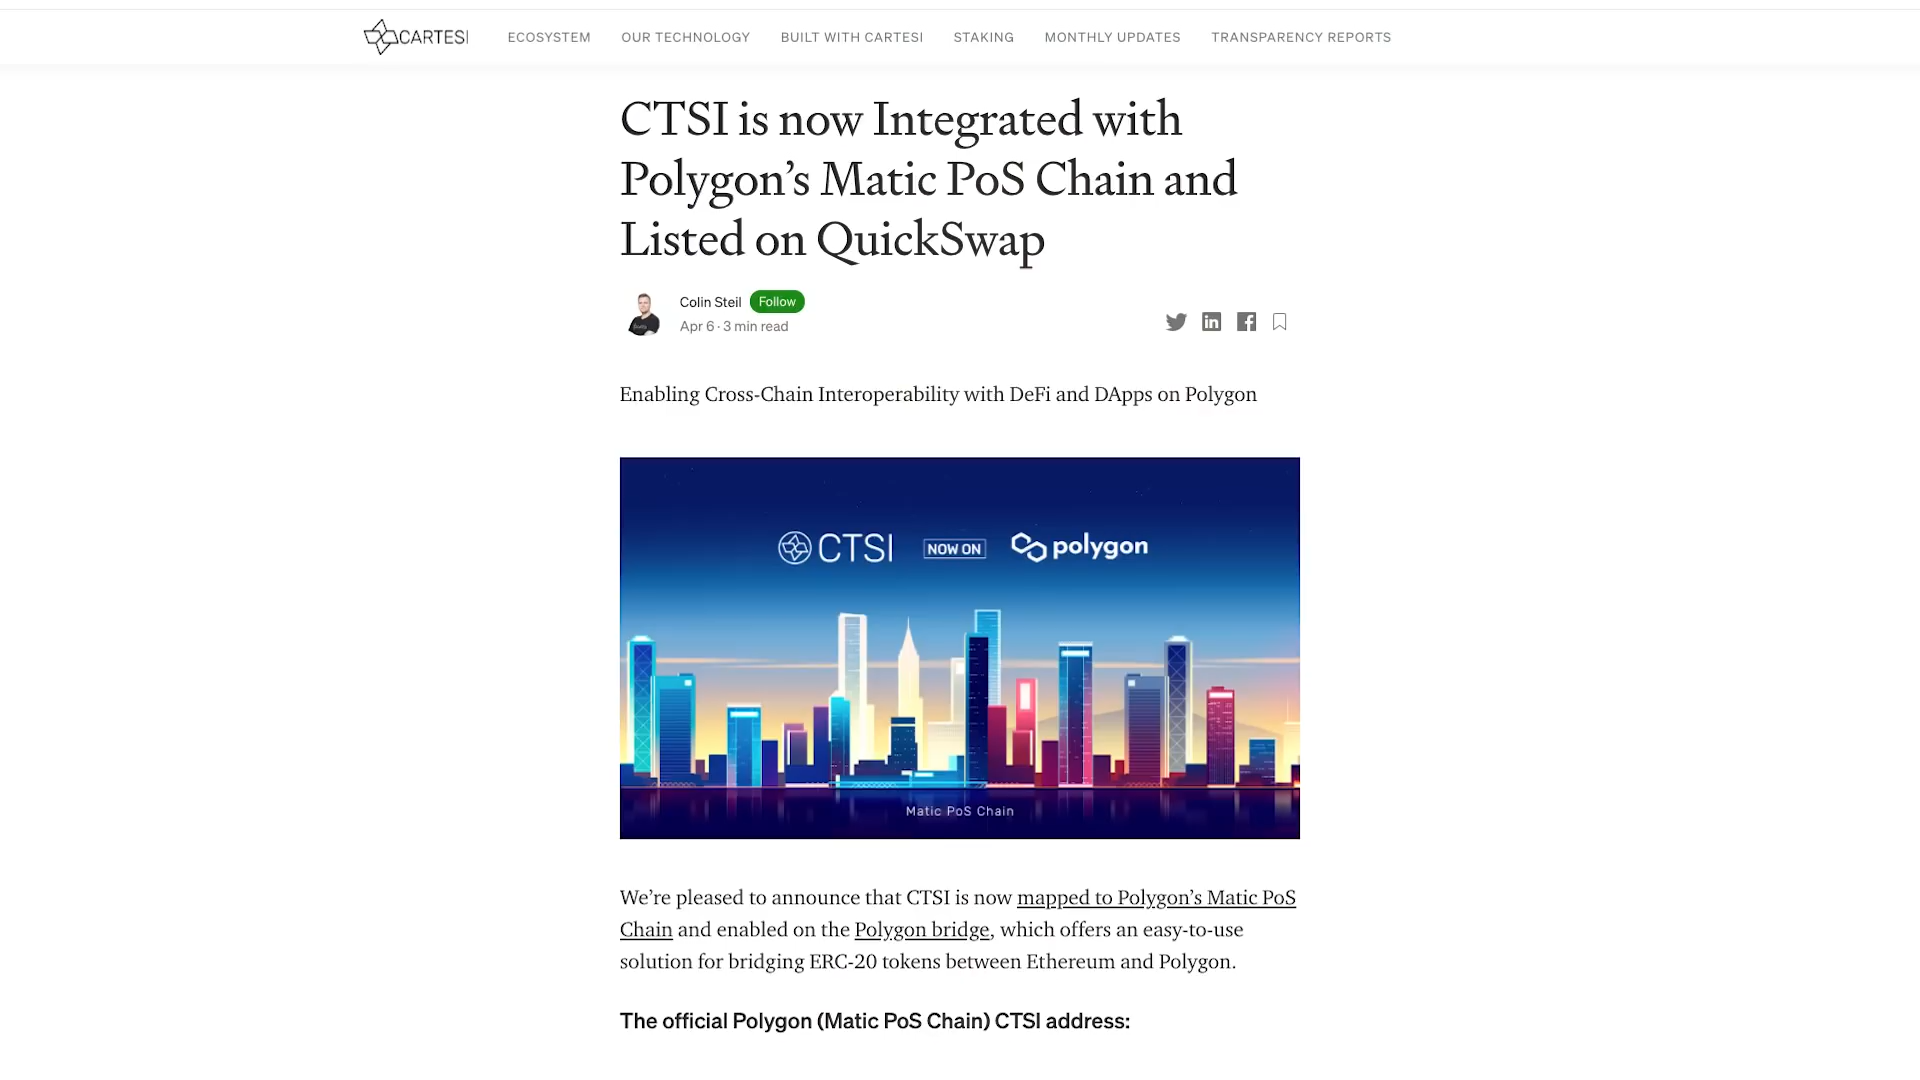 CARTESI
ECOSYSTEM
OUR TECHNOLOGY
BUILT WITH CARTESI
STAKING
MONTHLY UPDATES
TRANSPARENCY REPORTS
CTSI is now Integrated with
Polygon’s Matic PoS Chain and
Listed on QuickSwap
Colin Steil Follow
Apr 6 · 3 min read
Enabling Cross-Chain Interoperability with DeFi and DApps on Polygon
CTSI NOW ON polygon
Matic PoS Chain
We’re pleased to announce that CTSI is now mapped to Polygon’s Matic PoS
Chain and enabled on the Polygon bridge, which offers an easy-to-use
solution for bridging ERC-20 tokens between Ethereum and Polygon.
The official Polygon (Matic PoS Chain) CTSI address: